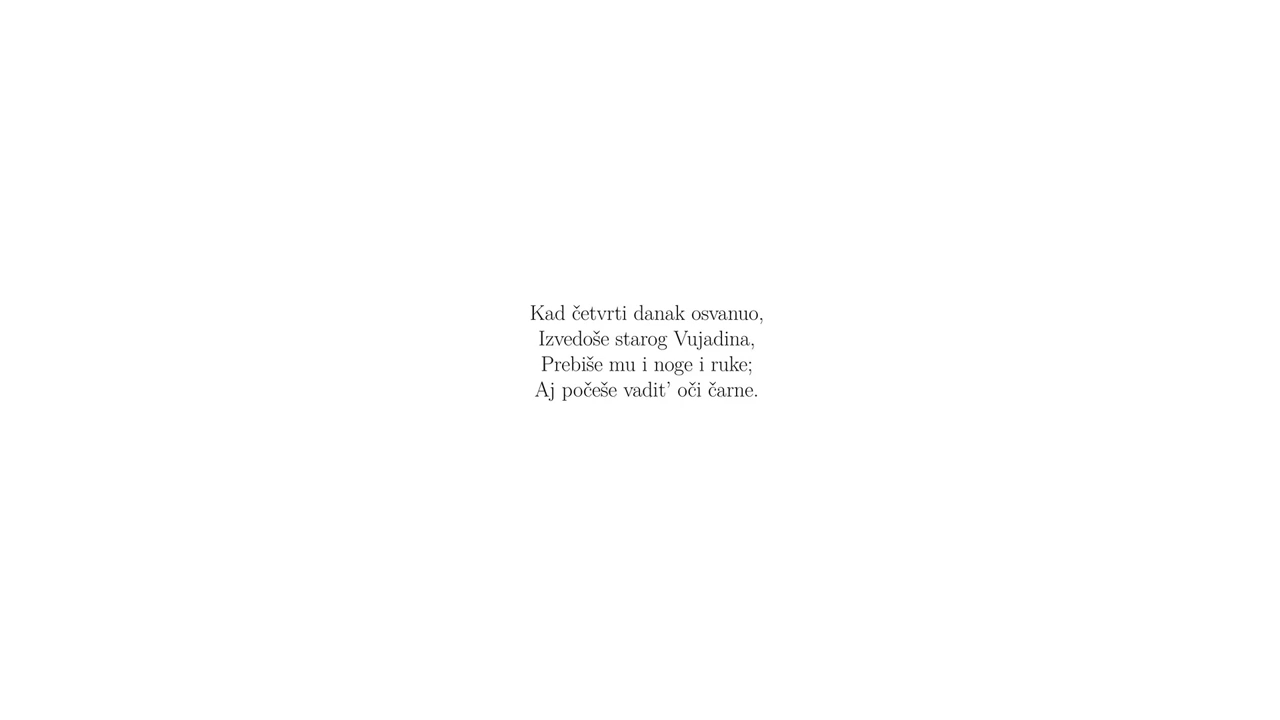 Kad četvrti danak osvanuo,
Izvedoše starog Vujadina,
Prebiše mu i noge i ruke;
Aj počeše vadit’ oči čarne.